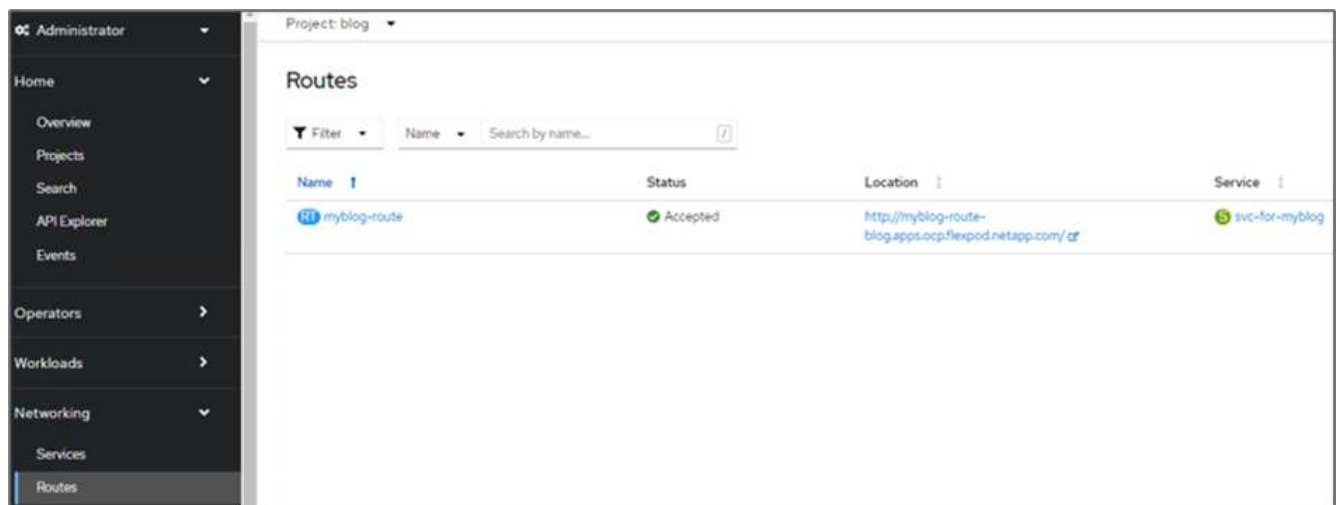 Administrator
Project: blog
Home
Overview
Projects
Search
API Explorer
Events
Operators
Workloads
Networking
Services
Routes
Routes
Filter Name Search by name... /
Name Status Location Service
RT myblog-route Accepted http://myblog-route- S svc-for-myblog
blog.apps.ocp.flexpod.netapp.com/